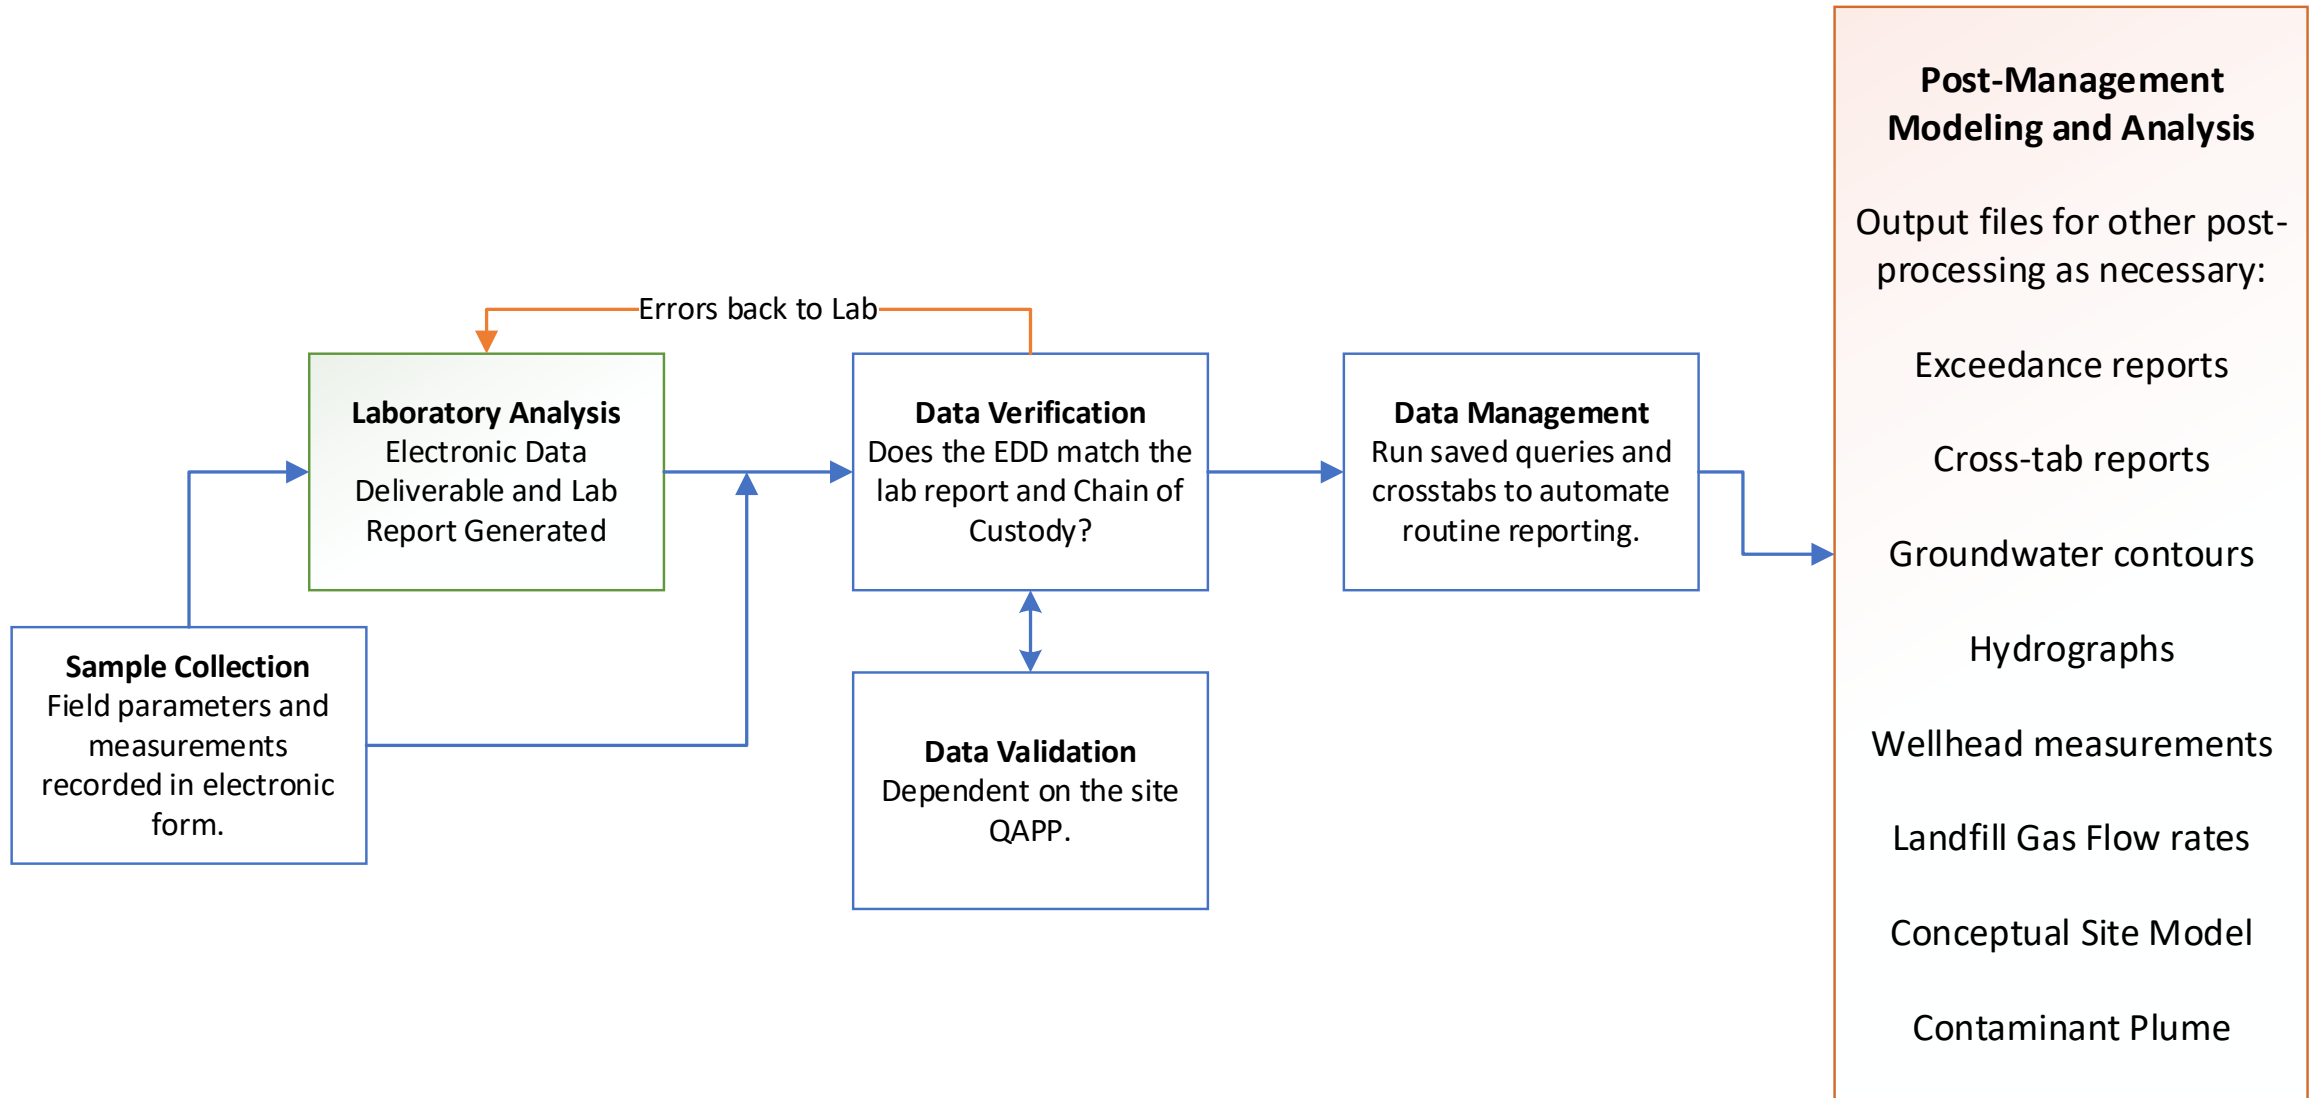 Errors back to Lab
Laboratory Analysis
Electronic Data
Deliverable and Lab
Report Generated
Sample Collection
Field parameters and
measurements
recorded in electronic
form.
Data Verification
Does the EDD match the
lab report and Chain of
Custody?
Data Validation
Dependent on the site
QAPP.
Data Management
Run saved queries and
crosstabs to automate
routine reporting.
Post-Management
Modeling and Analysis
Output files for other post-
processing as necessary:
Exceedance reports
Cross-tab reports
Groundwater contours
Hydrographs
Wellhead measurements
Landfill Gas Flow rates
Conceptual Site Model
Contaminant Plume